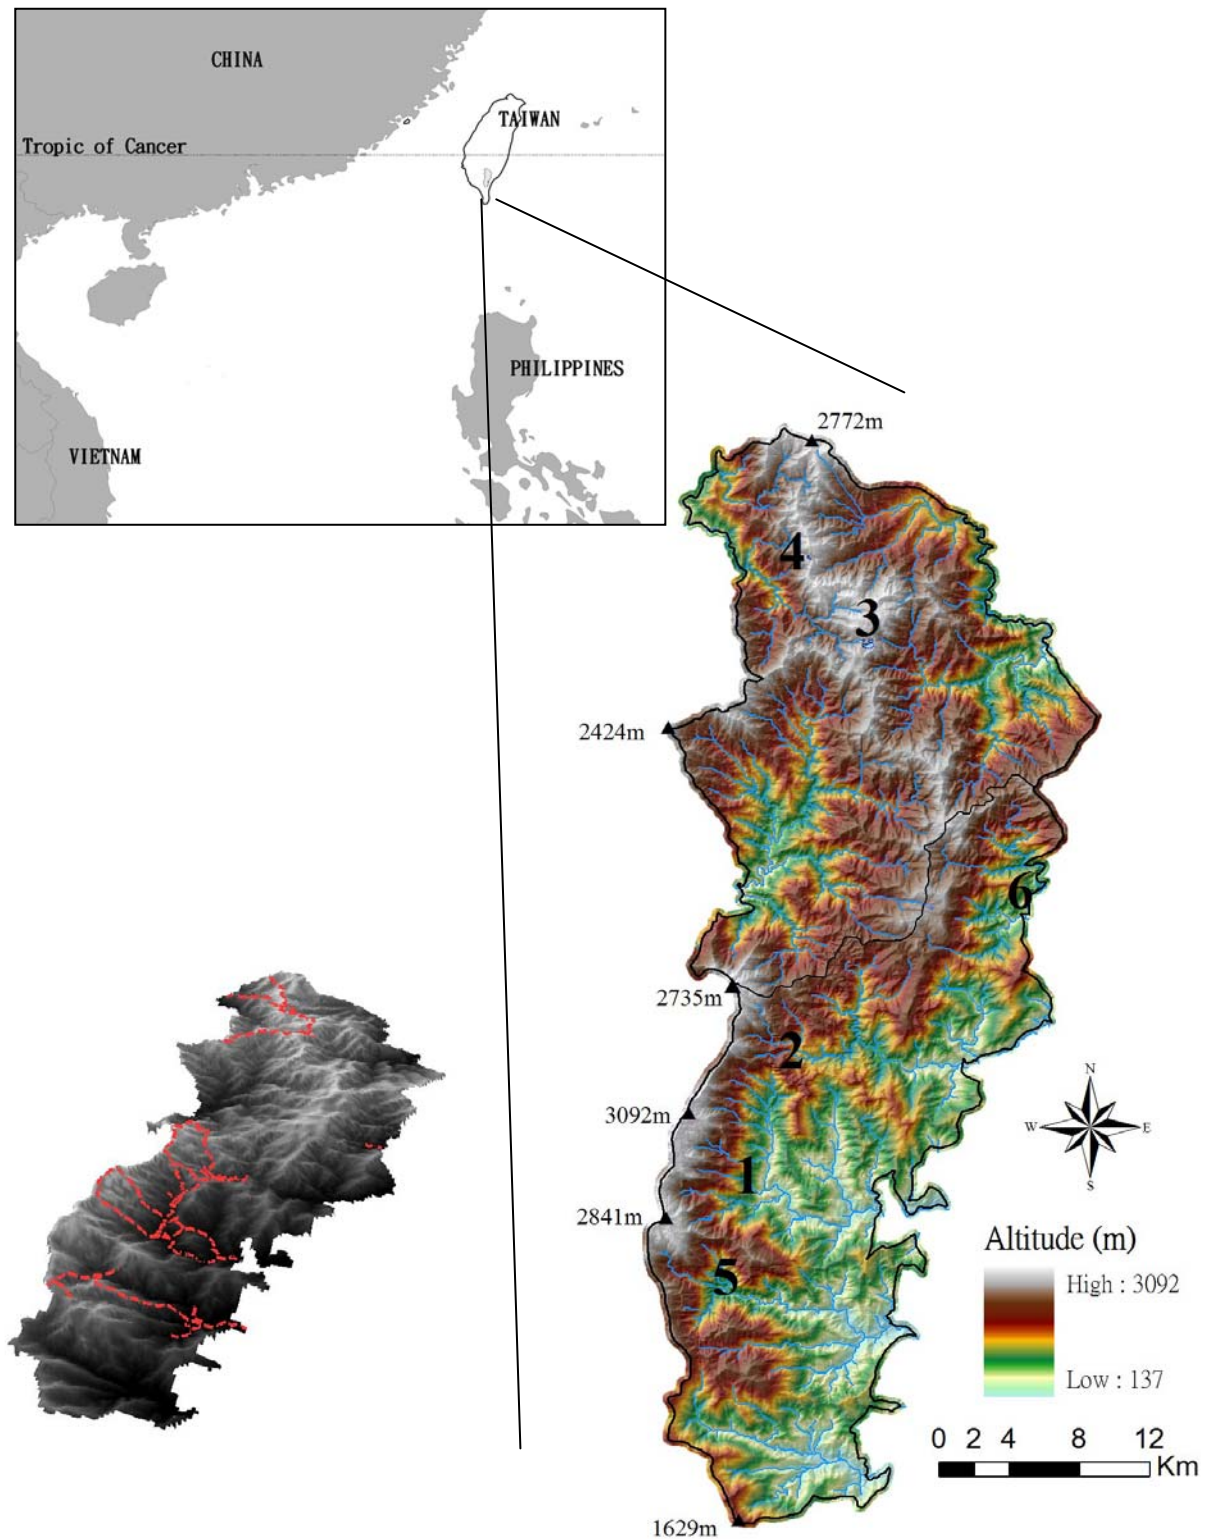 CHINA
TAIWAN
Tropic of Cancer
PHILIPPINES
VIETNAM
2772m
4
3
2424m
6
2735m
2
N
3092m
W
E
1
S
2841m
Altitude (m)
5
High : 3092
Low : 137
0 2 4 8 12
Km
1629m